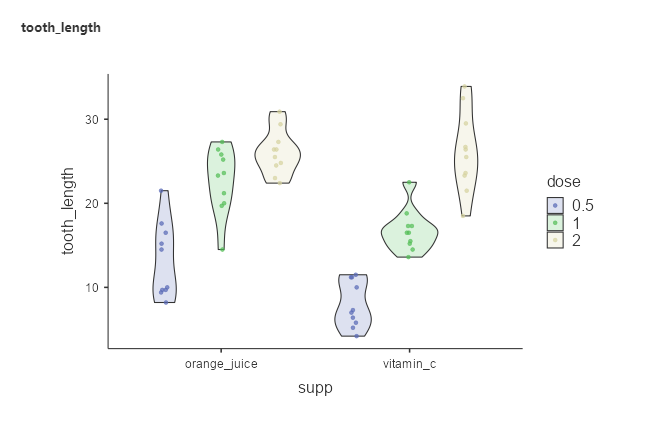 tooth_length
30
20
10
tooth_length
orange_juice
vitamin_c
supp
dose
0.5
1
2